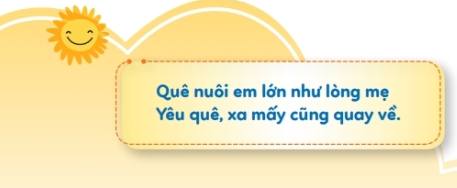 Quê nuôi em lớn như lòng mẹ
Yêu quê, xa mấy cũng quay về.